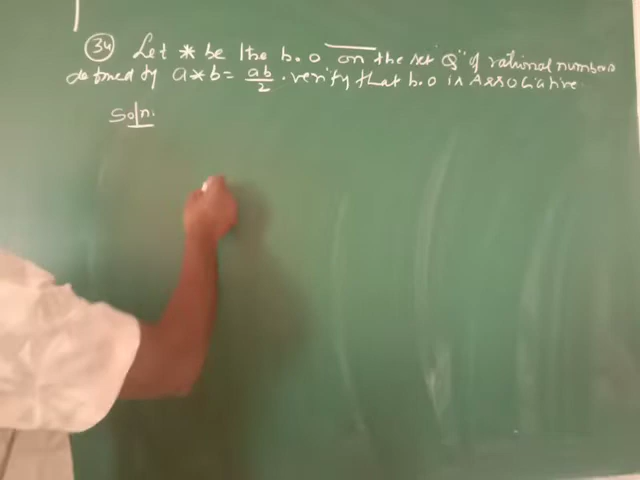 34 Let * be the b.o on the set Q of rational numbers
defined by a*b = ab/2 . verify that b.o is Associative.
Soln.